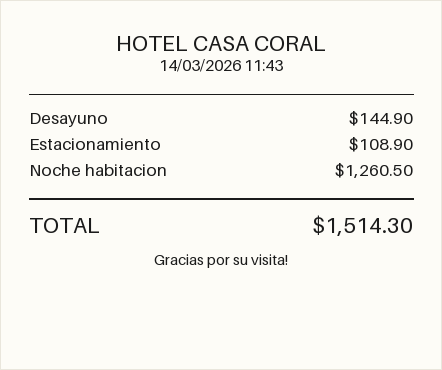 HOTEL CASA CORAL
14/03/2026 11:43
Desayuno $144.90
Estacionamiento $108.90
Noche habitacion $1,260.50
TOTAL $1,514.30
Gracias por su visita!